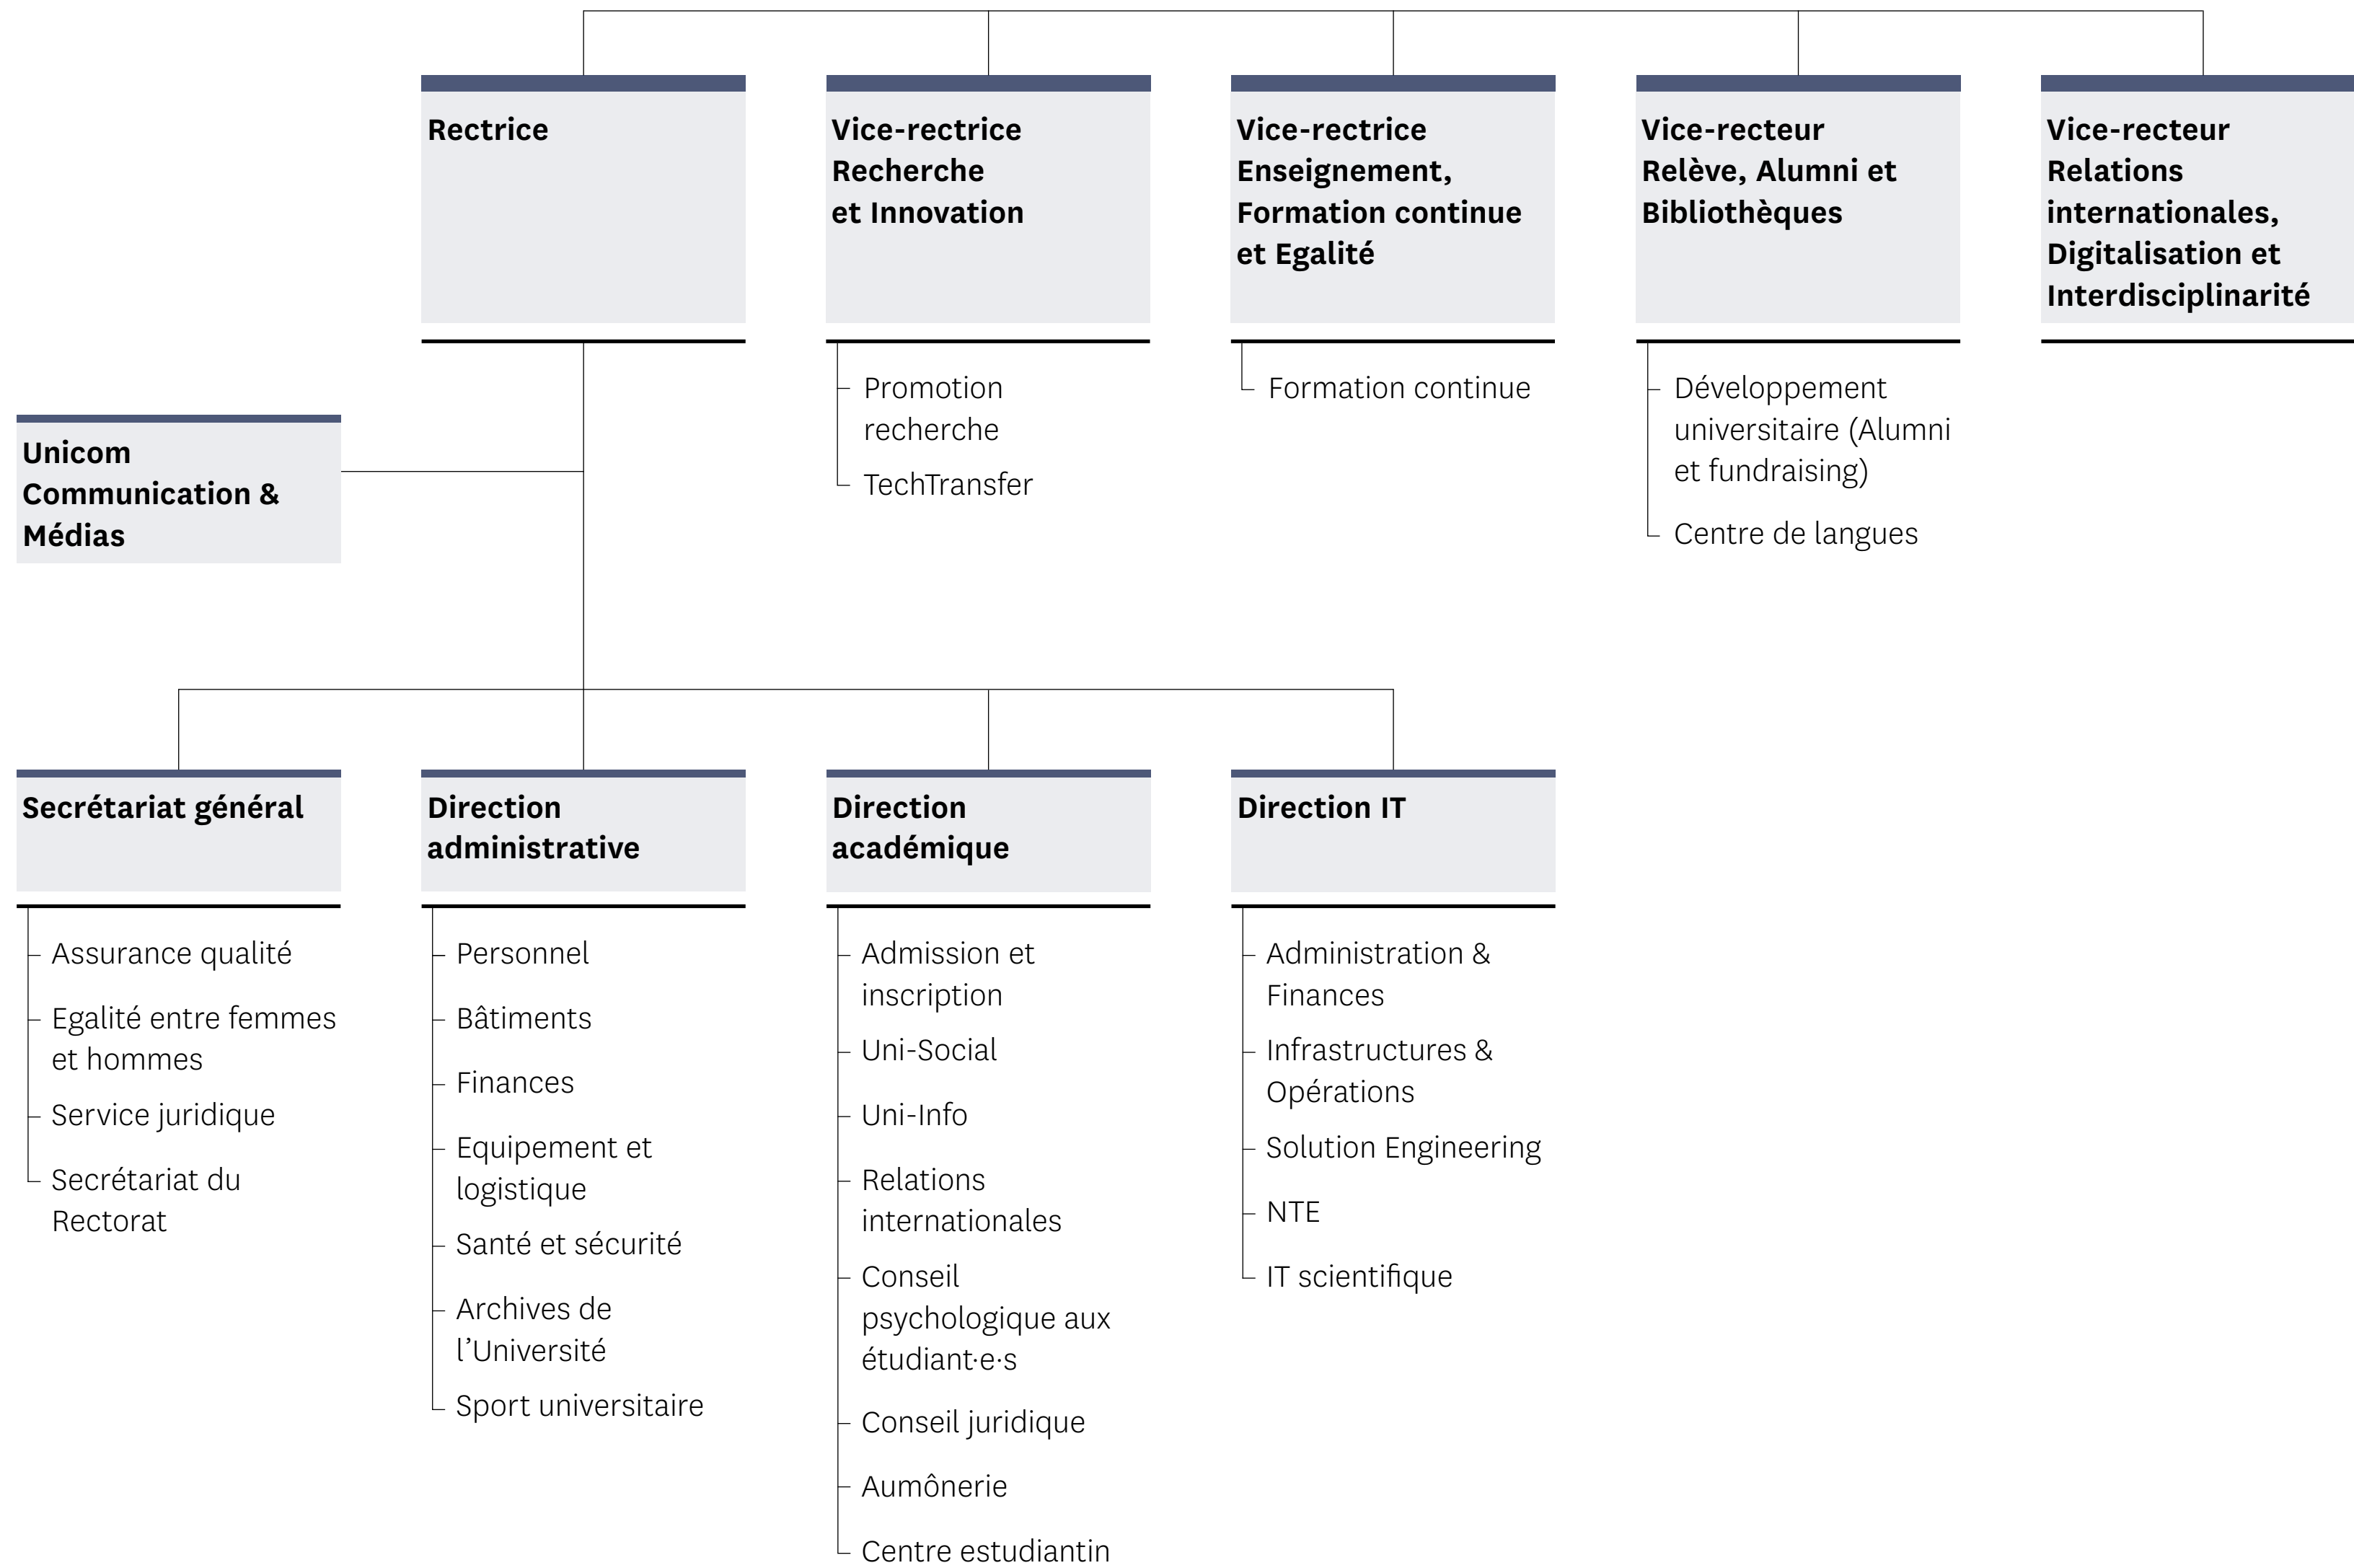 Rectrice
Vice-rectrice
Recherche
et Innovation
Vice-rectrice
Enseignement,
Formation continue
et Egalité
Vice-recteur
Relève, Alumni et
Bibliothèques
Vice-recteur
Relations
internationales,
Digitalisation et
Interdisciplinarité
Promotion
recherche
TechTransfer
Formation continue
Développement
universitaire (Alumni
et fundraising)
Centre de langues
Unicom
Communication &
Médias
Secrétariat général
Assurance qualité
Egalité entre femmes
et hommes
Service juridique
Secrétariat du
Rectorat
Direction
administrative
Personnel
Bâtiments
Finances
Equipement et
logistique
Santé et sécurité
Archives de
l’Université
Sport universitaire
Direction
académique
Admission et
inscription
Uni-Social
Uni-Info
Relations
internationales
Conseil
psychologique aux
étudiant·e·s
Conseil juridique
Aumônerie
Centre estudiantin
Direction IT
Administration &
Finances
Infrastructures &
Opérations
Solution Engineering
NTE
IT scientifique